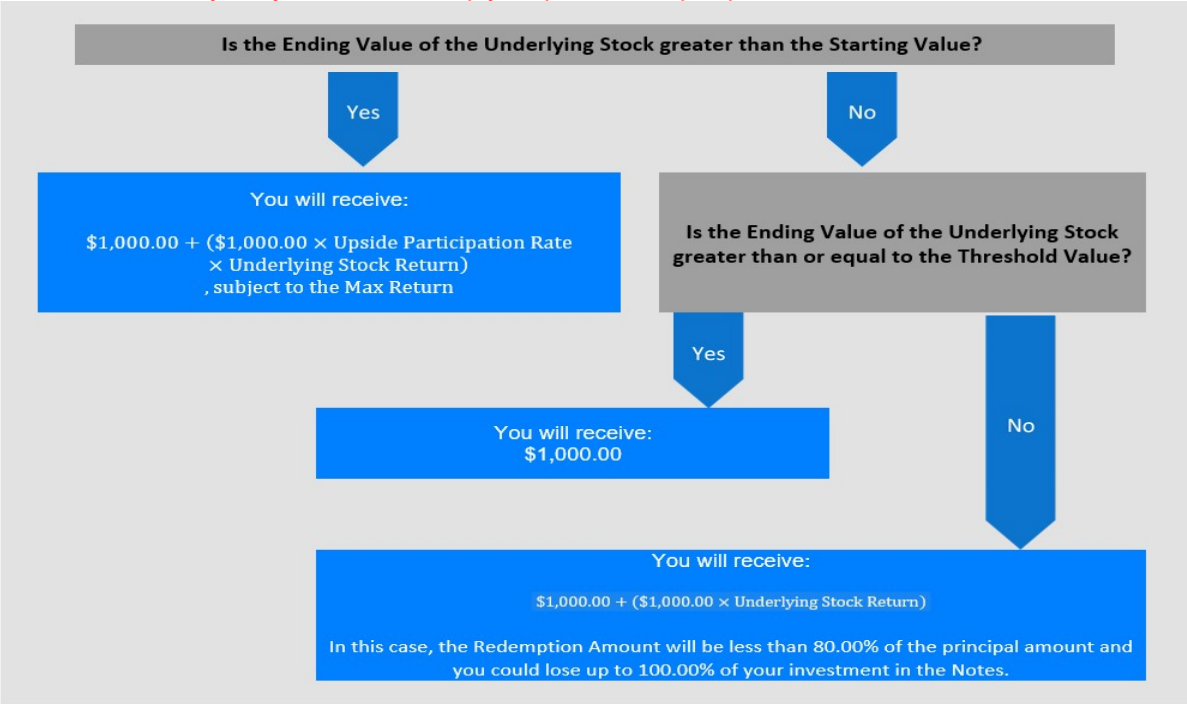 Is the Ending Value of the Underlying Stock greater than the Starting Value?
Yes
No
You will receive:
$1,000.00 + ($1,000.00 × Upside Participation Rate
× Underlying Stock Return)
, subject to the Max Return
Is the Ending Value of the Underlying Stock
greater than or equal to the Threshold Value?
Yes
No
You will receive:
$1,000.00
You will receive:
$1,000.00 + ($1,000.00 × Underlying Stock Return)
In this case, the Redemption Amount will be less than 80.00% of the principal amount and
you could lose up to 100.00% of your investment in the Notes.